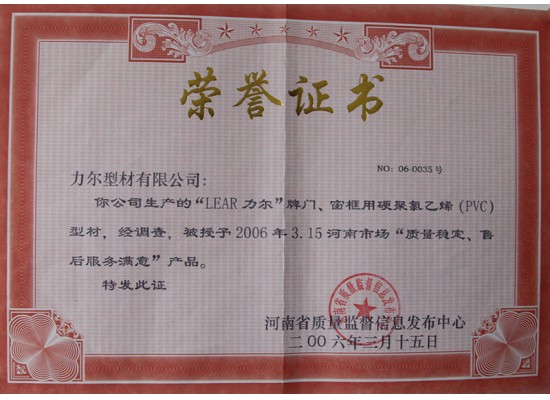 荣誉证书
NO: 06-0035号
力尔型材有限公司:
你公司生产的“LEAR 力尔”牌门、窗框用硬聚氯乙烯(PVC)
型材,经调查,被授予2006年3.15河南市场“质量稳定、售
后服务满意”产品。
特发此证
河南省质量监督信息发布中心
二00六年三月十五日